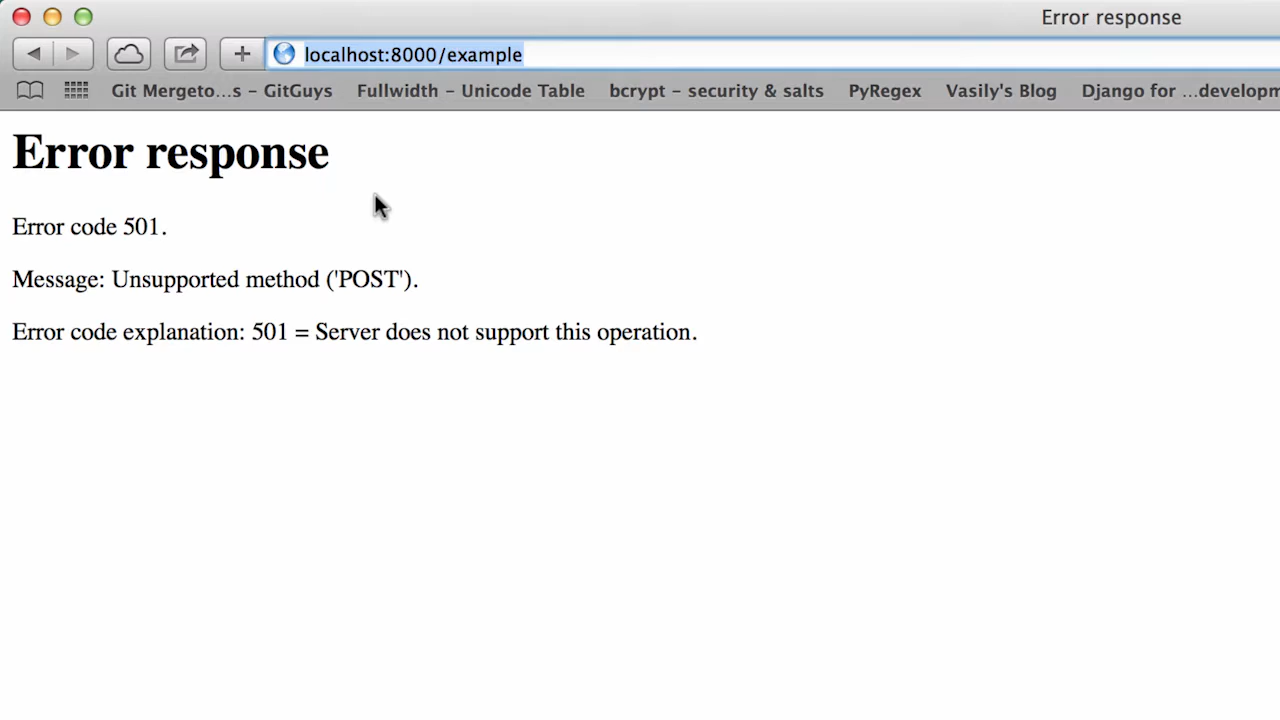 Error response
localhost:8000/example
Git Mergeto...s – GitGuys Fullwidth – Unicode Table bcrypt – security & salts PyRegex Vasily's Blog Django for ...developm
Error response
Error code 501.
Message: Unsupported method ('POST').
Error code explanation: 501 = Server does not support this operation.